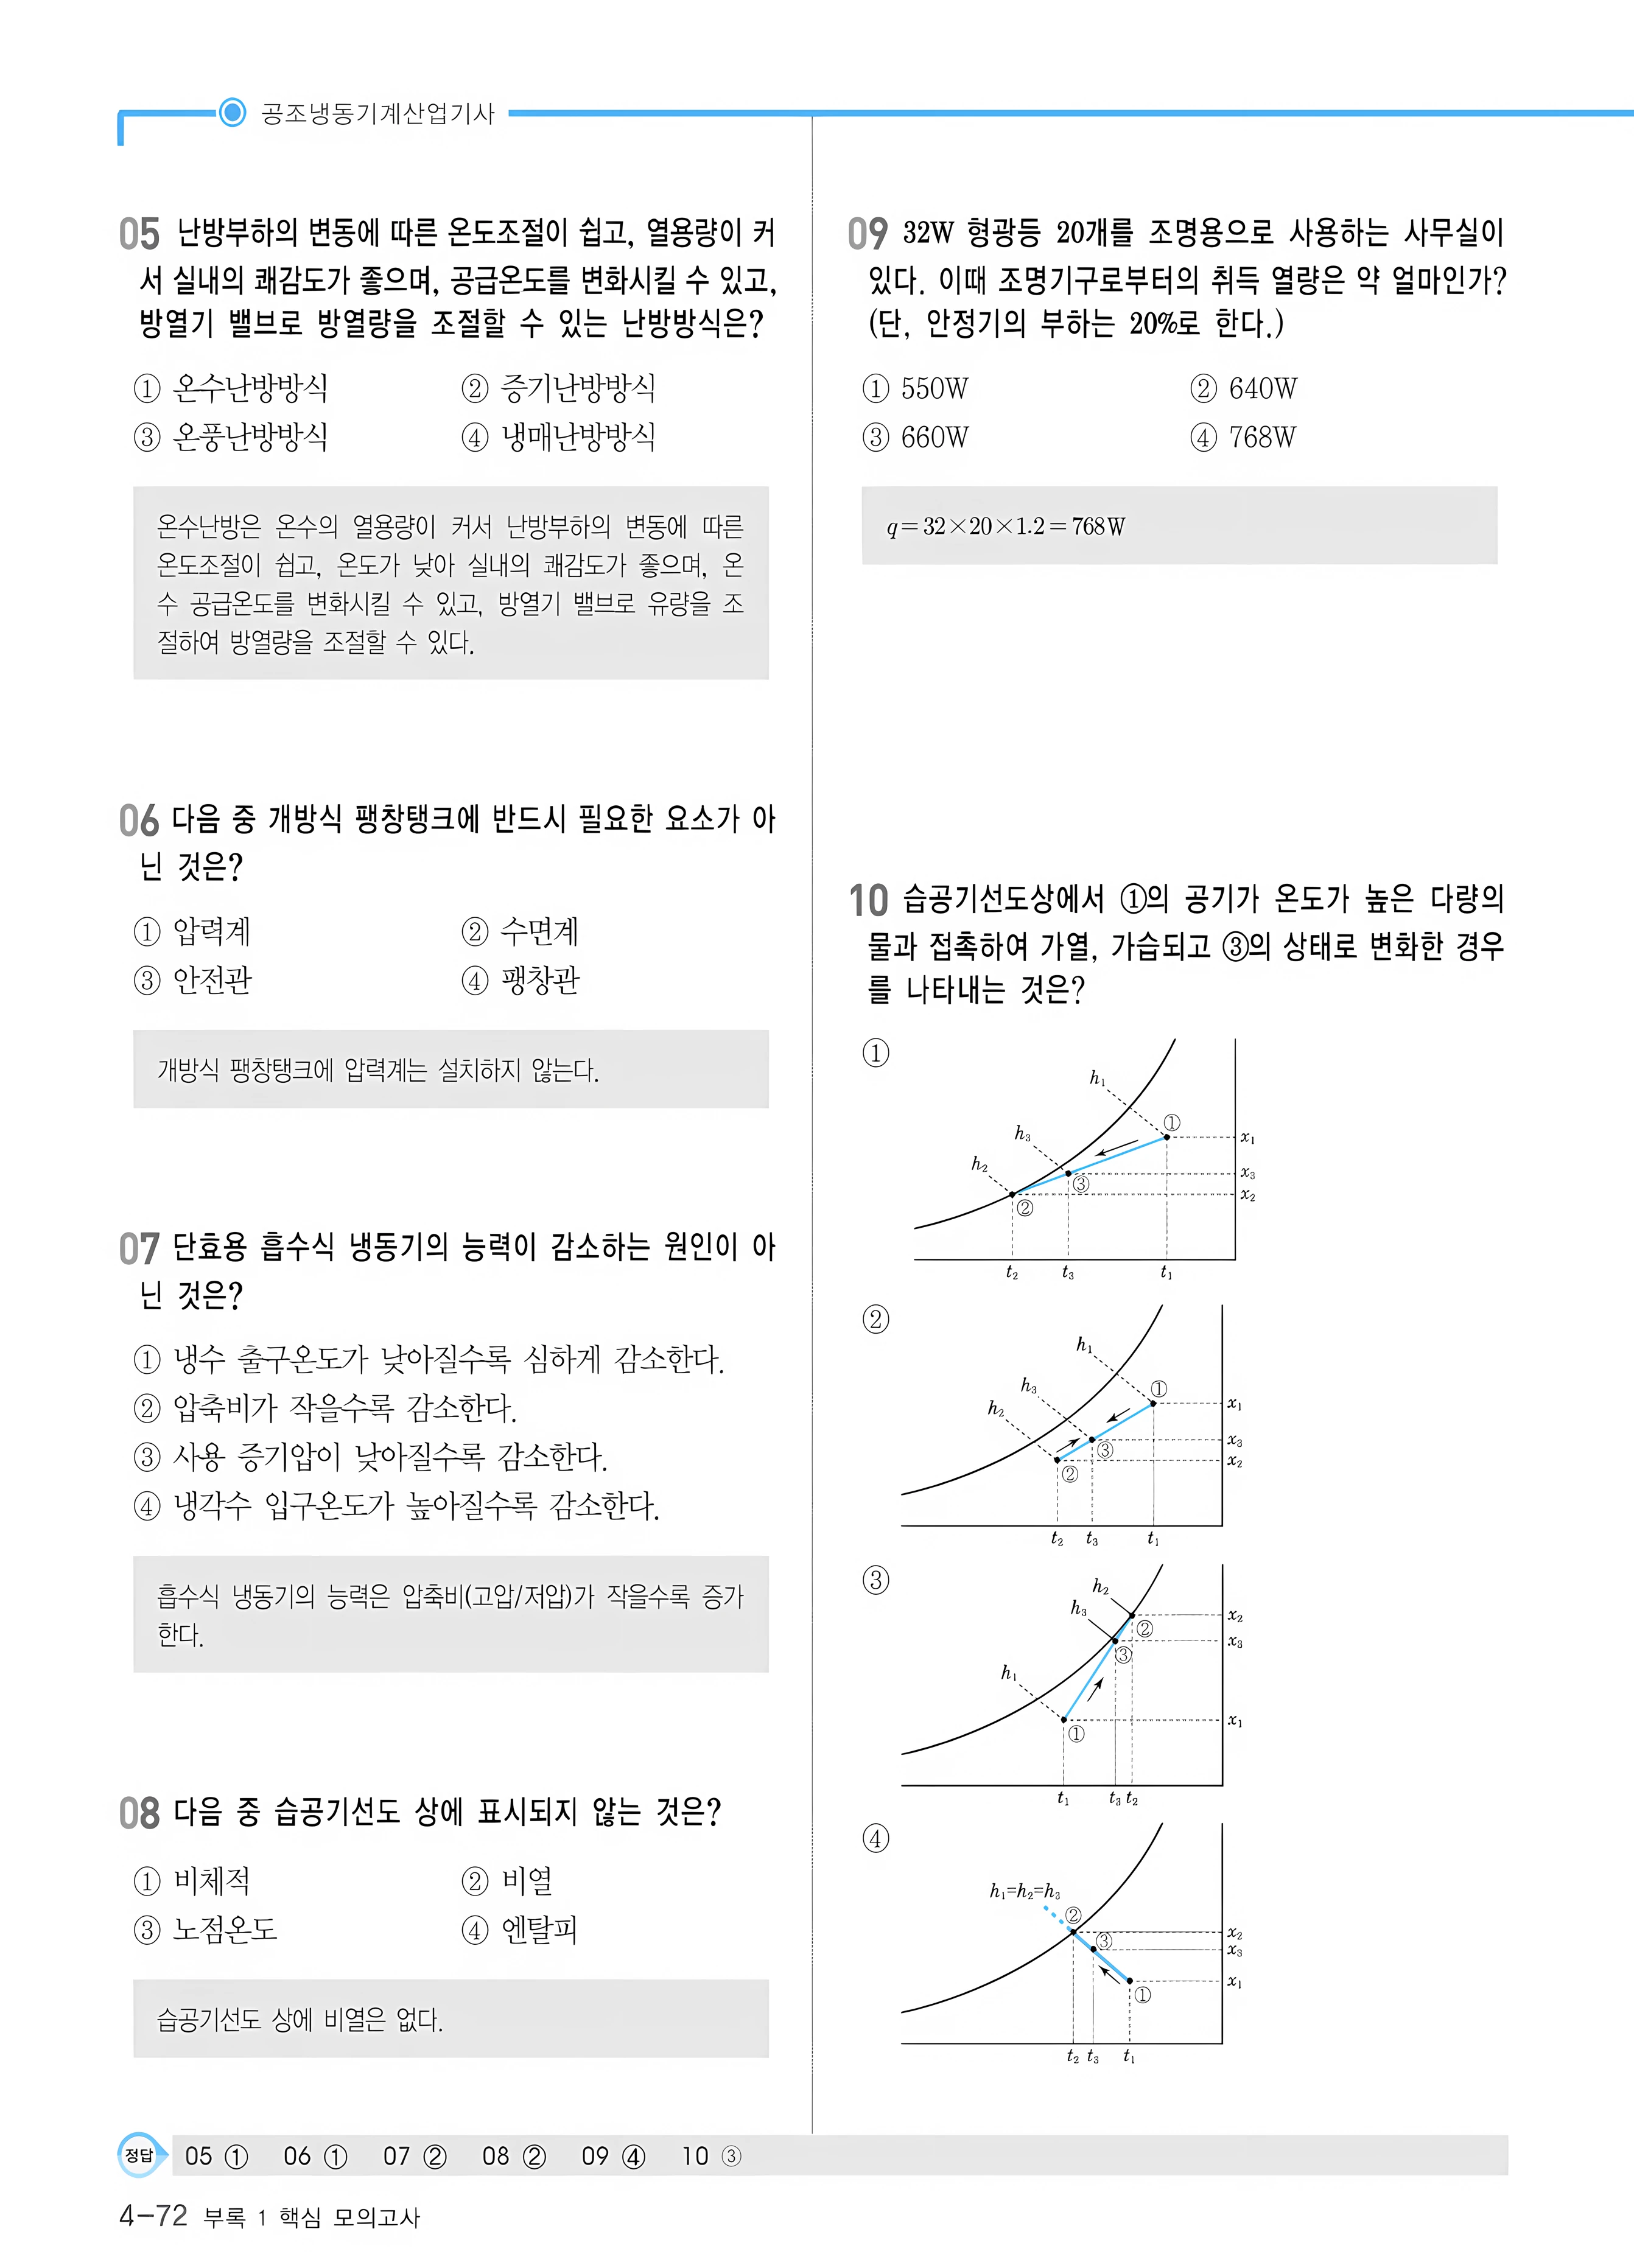 공조냉동기계산업기사
05 난방부하의 변동에 따른 온도조절이 쉽고, 열용량이 커
서 실내의 쾌감도가 좋으며, 공급온도를 변화시킬 수 있고,
방열기 밸브로 방열량을 조절할 수 있는 난방방식은?
① 온수난방방식 ② 증기난방방식
③ 온풍난방방식 ④ 냉매난방방식
온수난방은 온수의 열용량이 커서 난방부하의 변동에 따른
온도조절이 쉽고, 온도가 낮아 실내의 쾌감도가 좋으며, 온
수 공급온도를 변화시킬 수 있고, 방열기 밸브로 유량을 조
절하여 방열량을 조절할 수 있다.
06 다음 중 개방식 팽창탱크에 반드시 필요한 요소가 아
닌 것은?
① 압력계 ② 수면계
③ 안전관 ④ 팽창관
개방식 팽창탱크에 압력계는 설치하지 않는다.
07 단효용 흡수식 냉동기의 능력이 감소하는 원인이 아
닌 것은?
① 냉수 출구온도가 낮아질수록 심하게 감소한다.
② 압축비가 작을수록 감소한다.
③ 사용 증기압이 낮아질수록 감소한다.
④ 냉각수 입구온도가 높아질수록 감소한다.
흡수식 냉동기의 능력은 압축비(고압/저압)가 작을수록 증가
한다.
08 다음 중 습공기선도 상에 표시되지 않는 것은?
① 비체적 ② 비열
③ 노점온도 ④ 엔탈피
습공기선도 상에 비열은 없다.
09 32W 형광등 20개를 조명용으로 사용하는 사무실이
있다. 이때 조명기구로부터의 취득 열량은 약 얼마인가?
(단, 안정기의 부하는 20%로 한다.)
① 550W ② 640W
③ 660W ④ 768W
q=32×20×1.2=768W
10 습공기선도상에서 ①의 공기가 온도가 높은 다량의
물과 접촉하여 가열, 가습되고 ③의 상태로 변화한 경우
를 나타내는 것은?
①
h₁
①
h₃
x₁
h₂
③
x₃
②
x₂
t₂ t₃ t₁
②
h₁
①
h₃
x₁
h₂
③
x₃
②
x₂
t₂ t₃ t₁
③
h₂
h₃
②
x₂
③
x₃
h₁
①
x₁
t₁ t₃ t₂
④
h₁=h₂=h₃
②
x₂
③
x₃
①
x₁
t₂ t₃ t₁
정답 05 ① 06 ① 07 ② 08 ② 09 ④ 10 ③
4-72 부록 1 핵심 모의고사